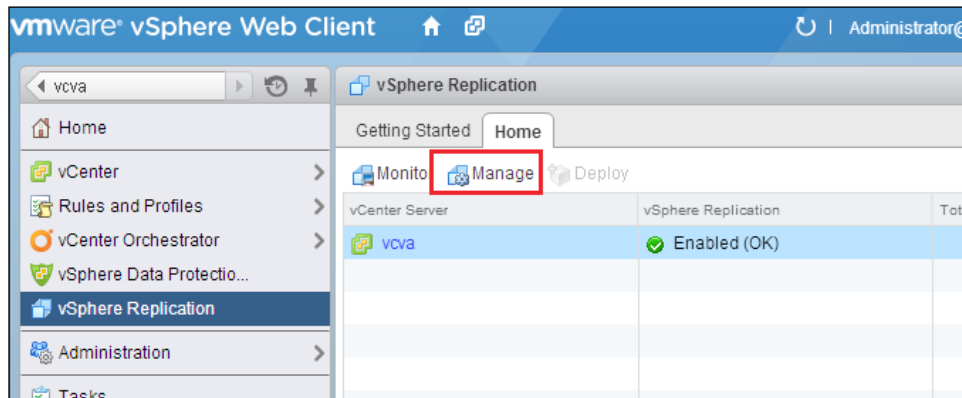 vmware® vSphere Web Client
Administrator@
vcva
Home
vCenter
Rules and Profiles
vCenter Orchestrator
vSphere Data Protectio...
vSphere Replication
Administration
Tasks
vSphere Replication
Getting Started Home
Monito Manage Deploy
vCenter Server vSphere Replication Tot
vcva Enabled (OK)